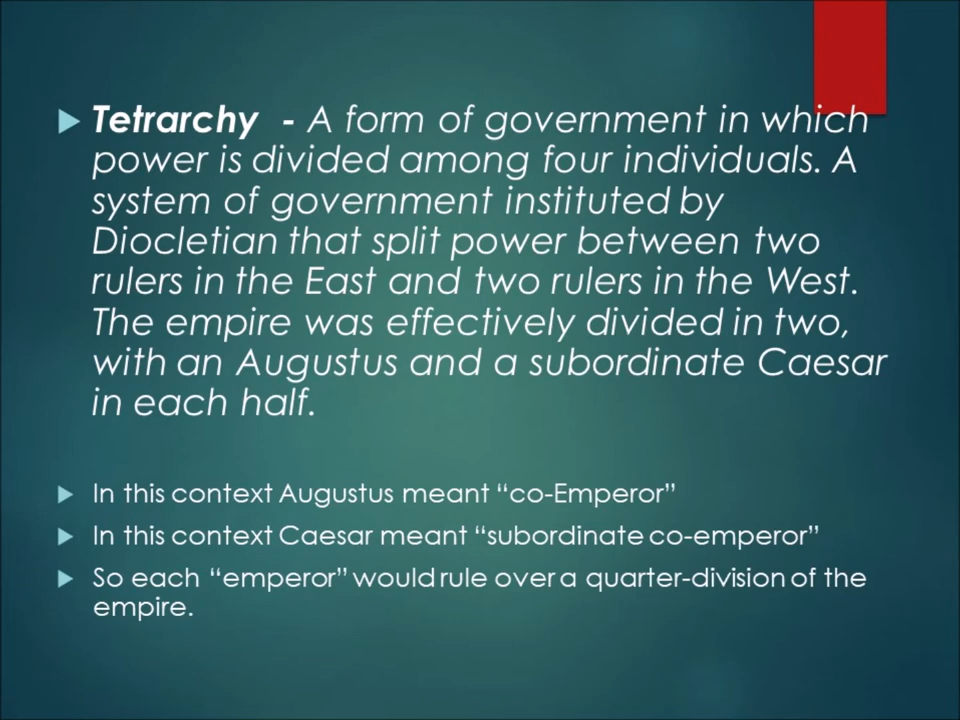 Tetrarchy - A form of government in which
power is divided among four individuals. A
system of government instituted by
Diocletian that split power between two
rulers in the East and two rulers in the West.
The empire was effectively divided in two,
with an Augustus and a subordinate Caesar
in each half.
In this context Augustus meant “co-Emperor”
In this context Caesar meant “subordinate co-emperor”
So each “emperor” would rule over a quarter-division of the
empire.